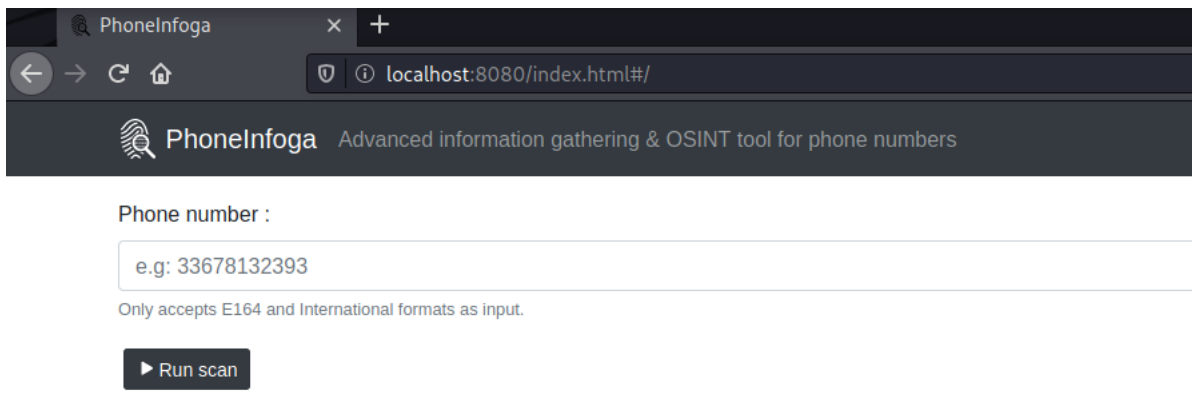 PhoneInfoga
localhost:8080/index.html#/
PhoneInfoga Advanced information gathering & OSINT tool for phone numbers
Phone number :
e.g: 33678132393
Only accepts E164 and International formats as input.
Run scan